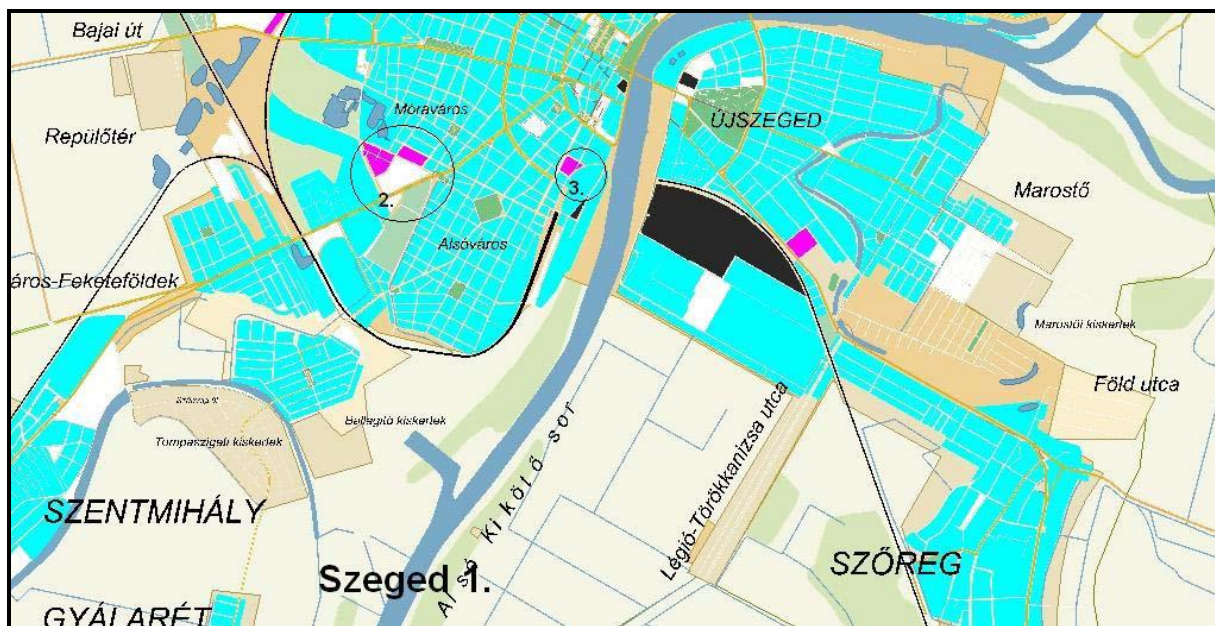 Bajai út
Móraváros
ÚJSZEGED
Repülőtér
2.
3.
Marostő
Alsóváros
áros-Feketeföldek
Marostői kiskertek
Föld utca
Ballagitó kiskertek
Tompaszigeti kiskertek
Légió-Törökkanizsa utca
Alsó Kikötő sor
SZENTMIHÁLY
SZŐREG
Szeged 1.
GYÁLARÉT